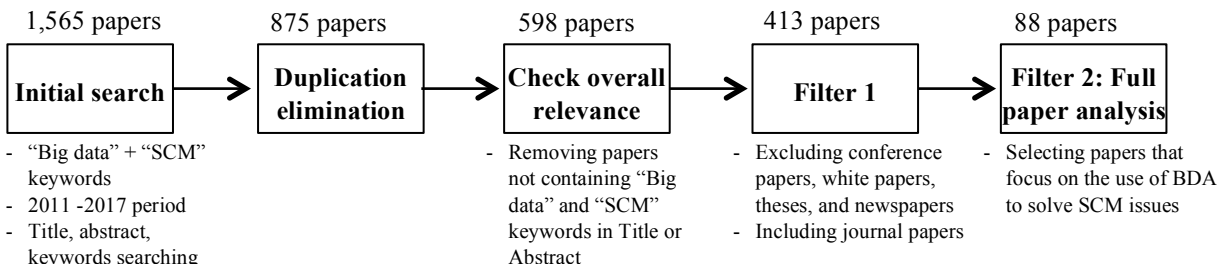 1,565 papers
875 papers
598 papers
413 papers
88 papers
Initial search
Duplication
elimination
Check overall
relevance
Filter 1
Filter 2: Full
paper analysis
- “Big data” + “SCM”
keywords
- 2011 -2017 period
- Title, abstract,
keywords searching
- Removing papers
not containing “Big
data” and “SCM”
keywords in Title or
Abstract
- Excluding conference
papers, white papers,
theses, and newspapers
- Including journal papers
- Selecting papers that
focus on the use of BDA
to solve SCM issues